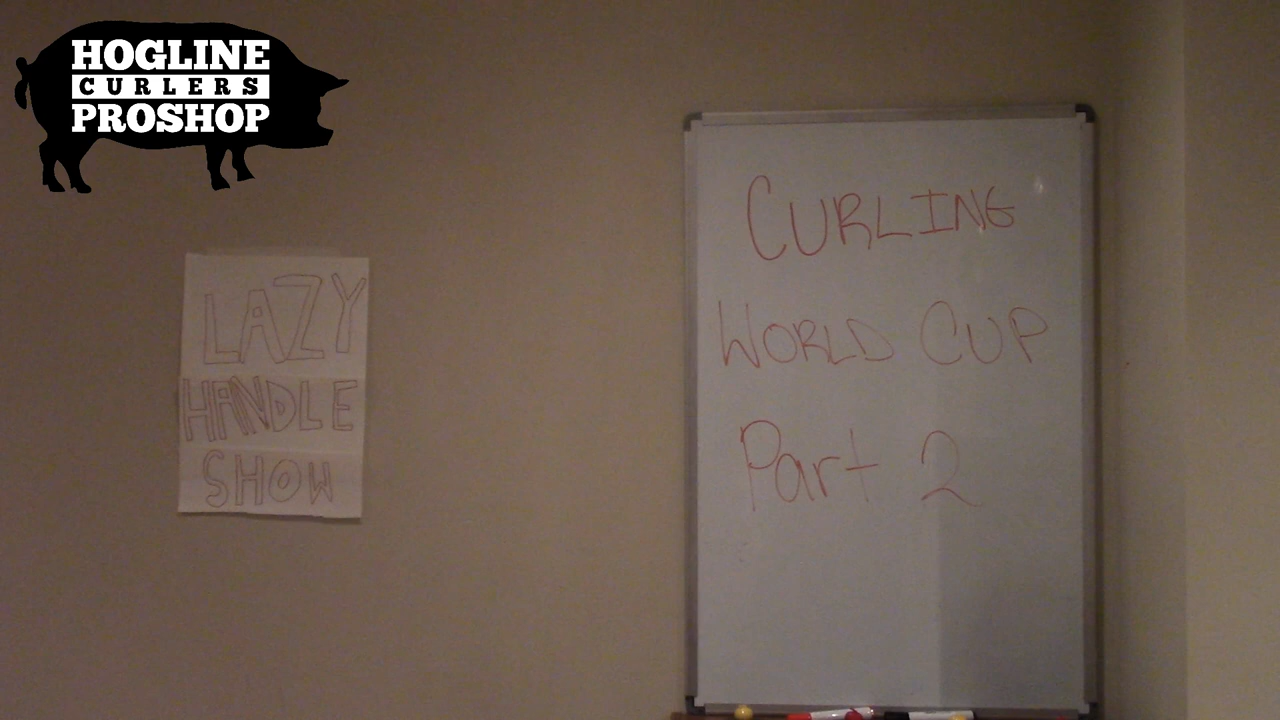 HOGLINE
CURLERS
PROSHOP
LAZY
HANDLE
SHOW
CURLING
WORLD CUP
Part 2